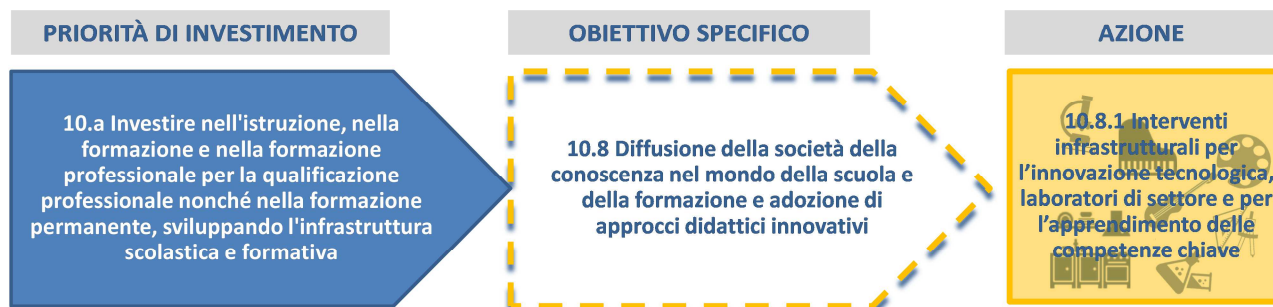 PRIORITÀ DI INVESTIMENTO
10.a Investire nell'istruzione, nella
formazione e nella formazione
professionale per la qualificazione
professionale nonché nella formazione
permanente, sviluppando l'infrastruttura
scolastica e formativa
OBIETTIVO SPECIFICO
10.8 Diffusione della società della
conoscenza nel mondo della scuola e
della formazione e adozione di
approcci didattici innovativi
AZIONE
10.8.1 Interventi
infrastrutturali per
l’innovazione tecnologica,
laboratori di settore e per
l’apprendimento delle
competenze chiave